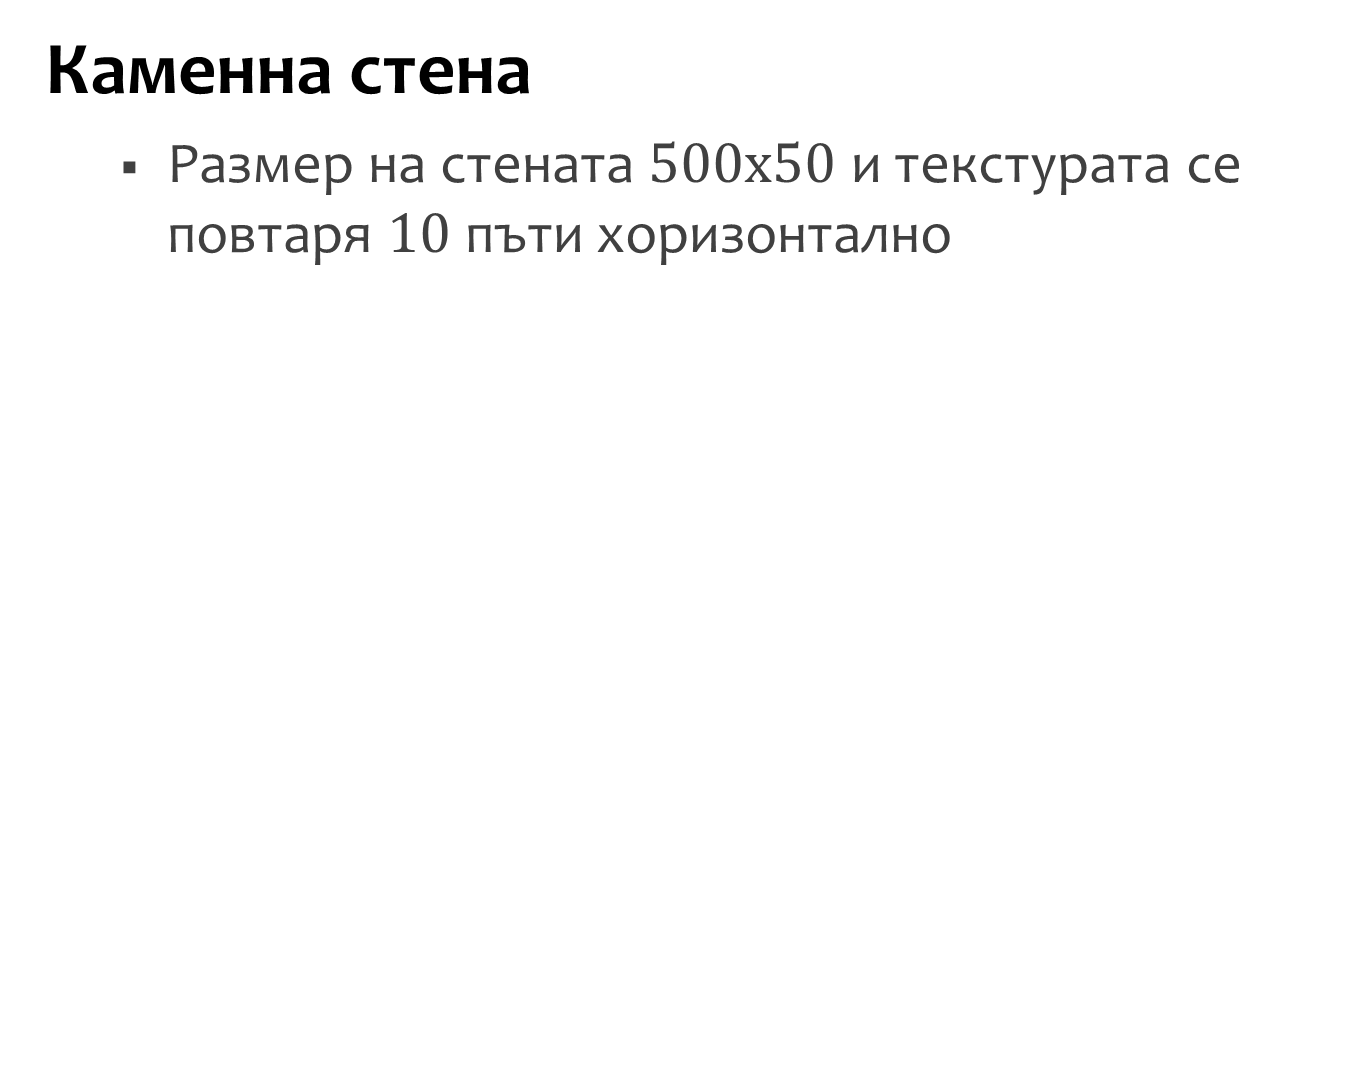 Каменна стена
▪ Размер на стената 500x50 и текстурата се
повтаря 10 пъти хоризонтално